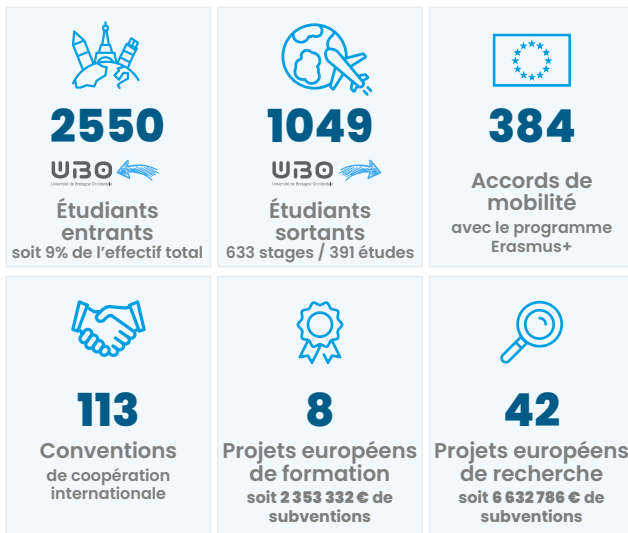 2550
UBO
Université de Bretagne Occidentale
Étudiants
entrants
soit 9% de l'effectif total
1049
UBO
Université de Bretagne Occidentale
Étudiants
sortants
633 stages / 391 études
384
Accords de
mobilité
avec le programme
Erasmus+
113
Conventions
de coopération
internationale
8
Projets européens
de formation
soit 2 353 332 € de
subventions
42
Projets européens
de recherche
soit 6 632 786 € de
subventions